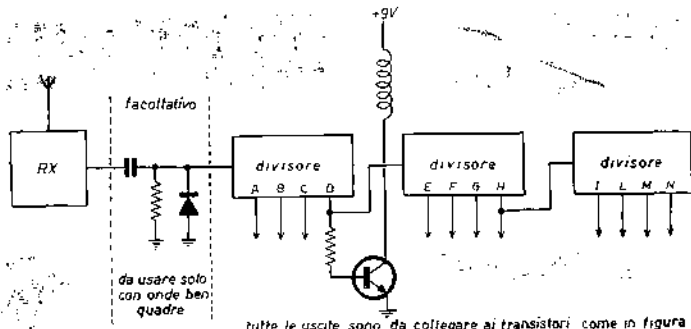 +9V
facoltativo
RX
divisore
A B C D
divisore
E F G H
divisore
I L M N
da usare solo
con onde ben
quadre
tutte le uscite sono da collegare ai transistori come in figura